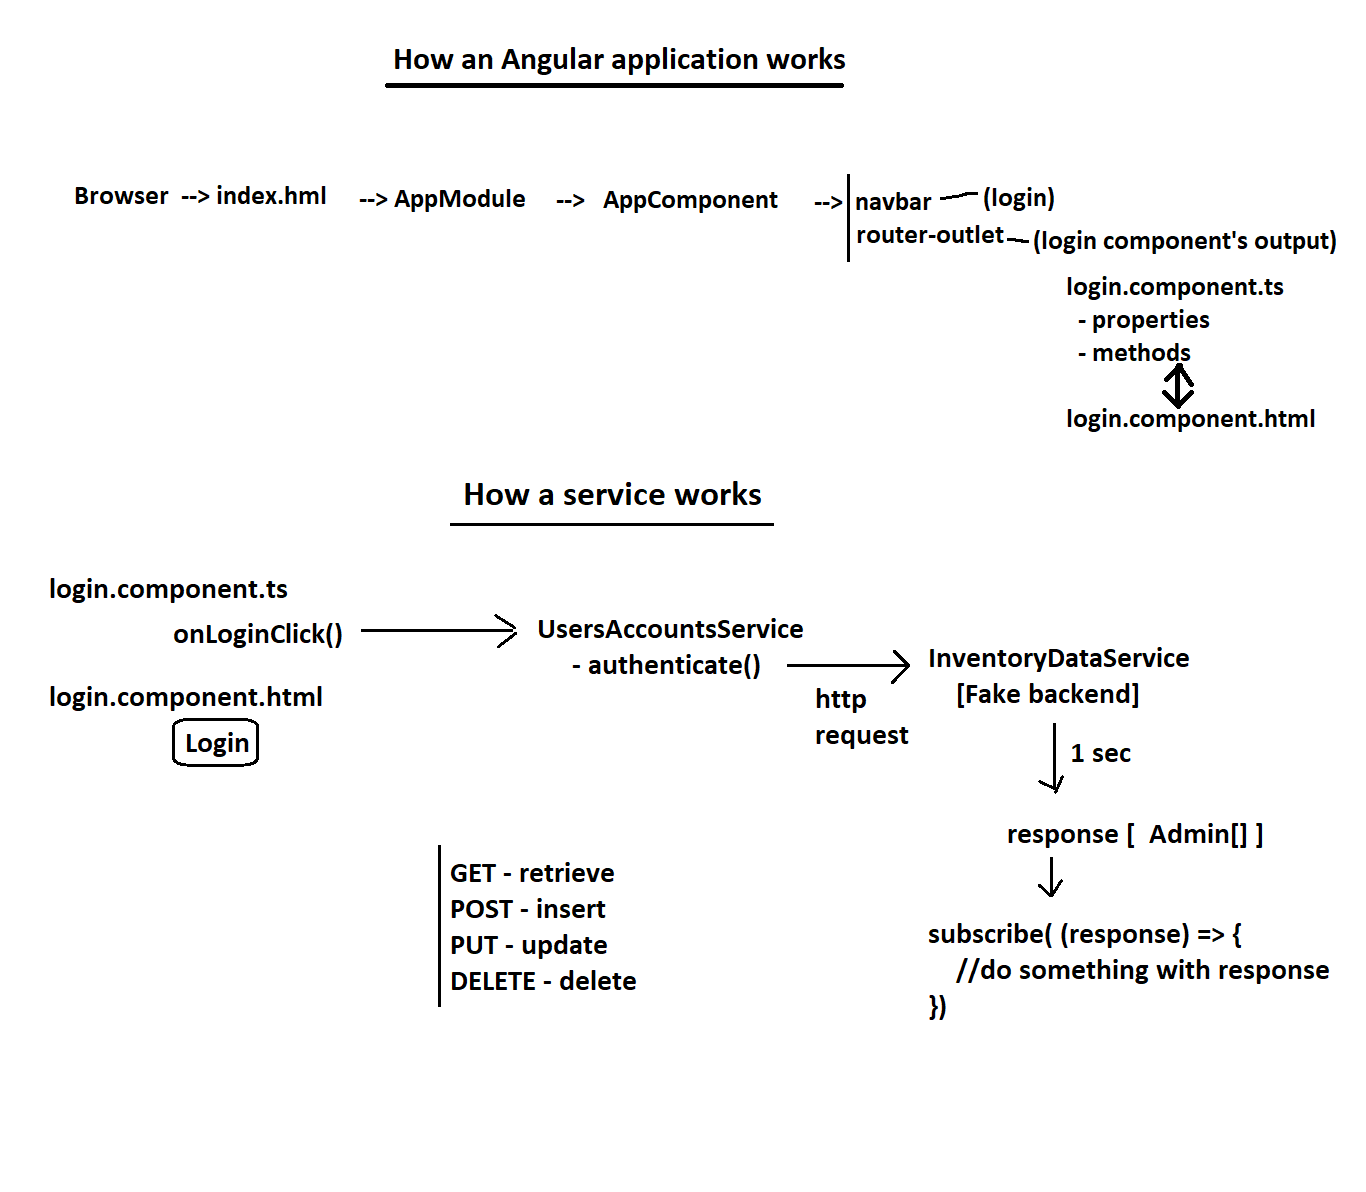 How an Angular application works
Browser --> index.hml --> AppModule --> AppComponent --> navbar (login)
router-outlet (login component's output)
login.component.ts
- properties
- methods
login.component.html
How a service works
login.component.ts
onLoginClick()
login.component.html
Login
UsersAccountsService
- authenticate()
http
request
InventoryDataService
[Fake backend]
1 sec
response [ Admin[] ]
subscribe( (response) => {
//do something with response
})
GET - retrieve
POST - insert
PUT - update
DELETE - delete